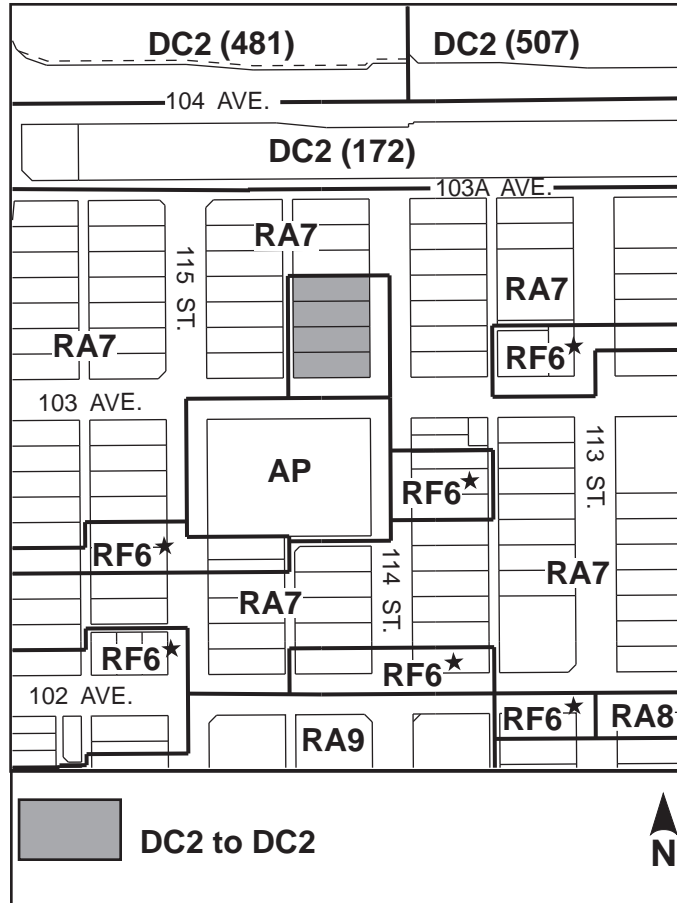 DC2 (481) DC2 (507)
104 AVE.
DC2 (172)
103A AVE.
RA7
115 ST.
RA7
RA7
RF6★
103 AVE.
113 ST.
AP
RF6★
RF6★
RA7
114 ST.
RA7
RF6★
RF6★
102 AVE.
RF6★
RA8
RA9
DC2 to DC2
N